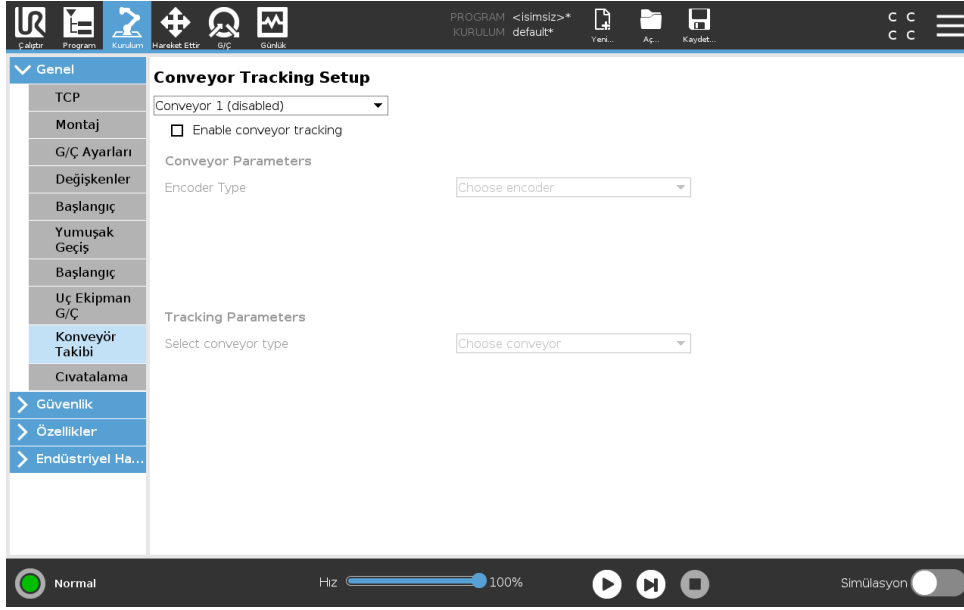 PROGRAM <isimsiz>*
KURULUM default*
C C
C C
Çalıştır Program Kurulum Hareket Ettir G/Ç Günlük Yeni... Aç... Kaydet...
Genel
TCP
Montaj
G/Ç Ayarları
Değişkenler
Başlangıç
Yumuşak
Geçiş
Başlangıç
Uç Ekipman
G/Ç
Konveyör
Takibi
Cıvatalama
Güvenlik
Özellikler
Endüstriyel Ha...
Conveyor Tracking Setup
Conveyor 1 (disabled)
Enable conveyor tracking
Conveyor Parameters
Encoder Type Choose encoder
Tracking Parameters
Select conveyor type Choose conveyor
Normal Hız 100% Simülasyon